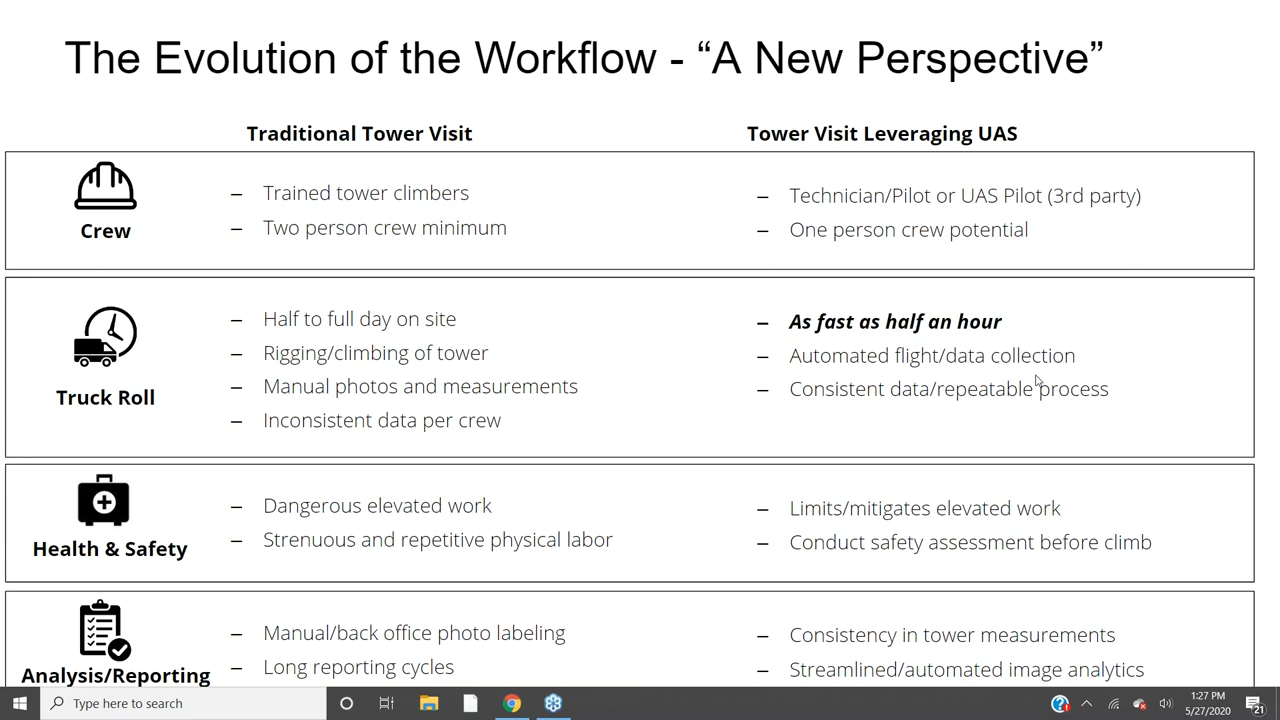 The Evolution of the Workflow - “A New Perspective”
Traditional Tower Visit
Tower Visit Leveraging UAS
Crew
– Trained tower climbers
– Two person crew minimum
– Technician/Pilot or UAS Pilot (3rd party)
– One person crew potential
Truck Roll
– Half to full day on site
– Rigging/climbing of tower
– Manual photos and measurements
– Inconsistent data per crew
– As fast as half an hour
– Automated flight/data collection
– Consistent data/repeatable process
Health & Safety
– Dangerous elevated work
– Strenuous and repetitive physical labor
– Limits/mitigates elevated work
– Conduct safety assessment before climb
Analysis/Reporting
– Manual/back office photo labeling
– Long reporting cycles
– Consistency in tower measurements
– Streamlined/automated image analytics
Type here to search
1:27 PM
5/27/2020
21